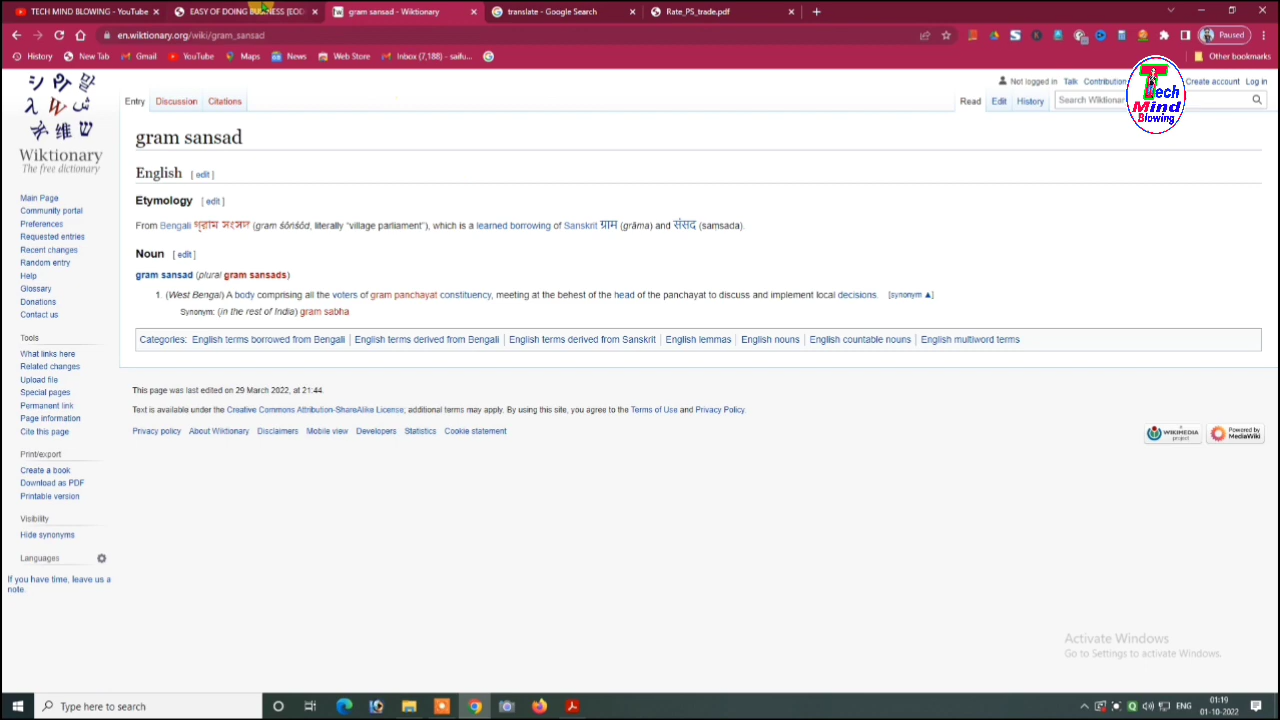 TECH MIND BLOWING - YouTube
EASY OF DOING BUSINESS [EOD
gram sansad - Wiktionary
translate - Google Search
Rate_PS_trade.pdf
en.wiktionary.org/wiki/gram_sansad
Paused
History
New Tab
Gmail
YouTube
Maps
News
Web Store
Inbox (7,188) - saifu...
Other bookmarks
Not logged in Talk Contribution Create account Log in
Entry Discussion Citations
Read Edit History
Search Wiktionar
Tech
Mind
Blowing
Wiktionary
The free dictionary
Main Page
Community portal
Preferences
Requested entries
Recent changes
Random entry
Help
Glossary
Donations
Contact us
Tools
What links here
Related changes
Upload file
Special pages
Permanent link
Page information
Cite this page
Print/export
Create a book
Download as PDF
Printable version
Visibility
Hide synonyms
Languages
If you have time, leave us a
note.
gram sansad
English [ edit ]
Etymology [ edit ]
From Bengali গ্রাম সংসদ (gram śôṅśôd, literally “village parliament”), which is a learned borrowing of Sanskrit ग्राम (grāma) and संसद (saṃsada).
Noun [ edit ]
gram sansad (plural gram sansads)
1. (West Bengal) A body comprising all the voters of gram panchayat constituency, meeting at the behest of the head of the panchayat to discuss and implement local decisions. [synonym ▲]
Synonym: (in the rest of India) gram sabha
Categories: English terms borrowed from Bengali | English terms derived from Bengali | English terms derived from Sanskrit | English lemmas | English nouns | English countable nouns | English multiword terms
This page was last edited on 29 March 2022, at 21:44.
Text is available under the Creative Commons Attribution-ShareAlike License; additional terms may apply. By using this site, you agree to the Terms of Use and Privacy Policy.
Privacy policy About Wiktionary Disclaimers Mobile view Developers Statistics Cookie statement
A
WIKIMEDIA
project
Powered by
MediaWiki
Activate Windows
Go to Settings to activate Windows.
Type here to search
ENG
01:19
01-10-2022